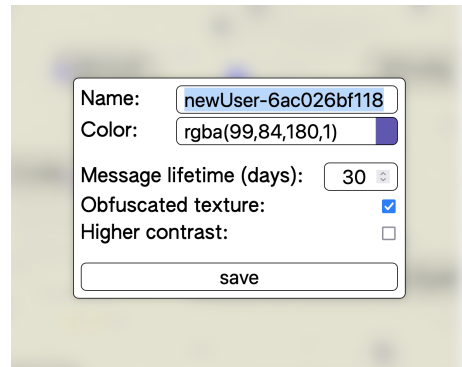 Name: newUser-6ac026bf118
Color: rgba(99,84,180,1)
Message lifetime (days): 30
Obfuscated texture:
Higher contrast:
save